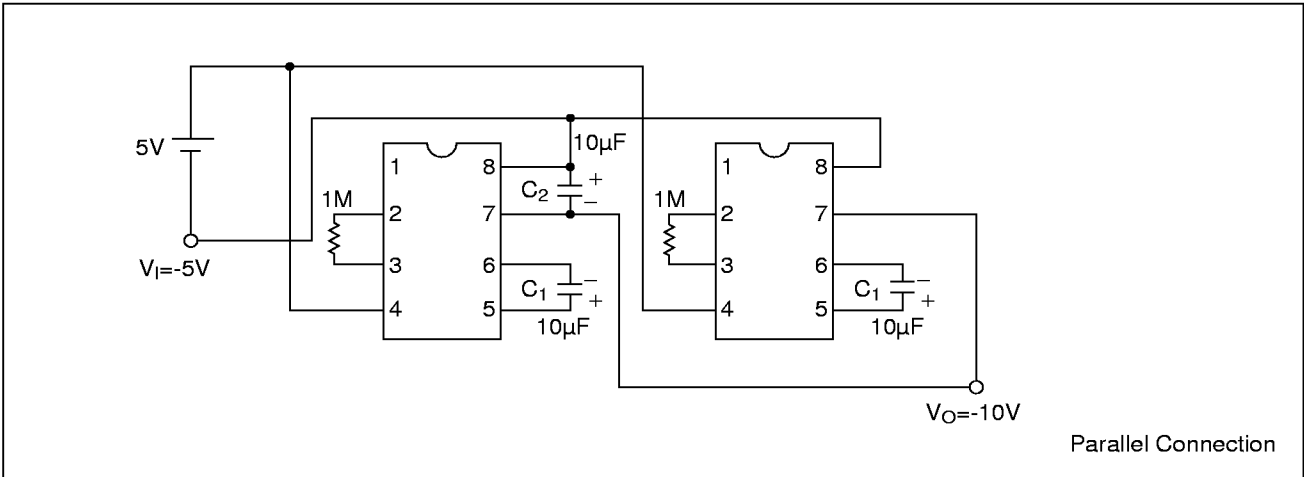 5V
V_I=-5V
1M
1
2
3
4
8
7
6
5
10µF
C₂
+
–
C₁
–
+
10µF
1M
1
2
3
4
8
7
6
5
C₁
–
+
10µF
V_O=-10V
Parallel Connection